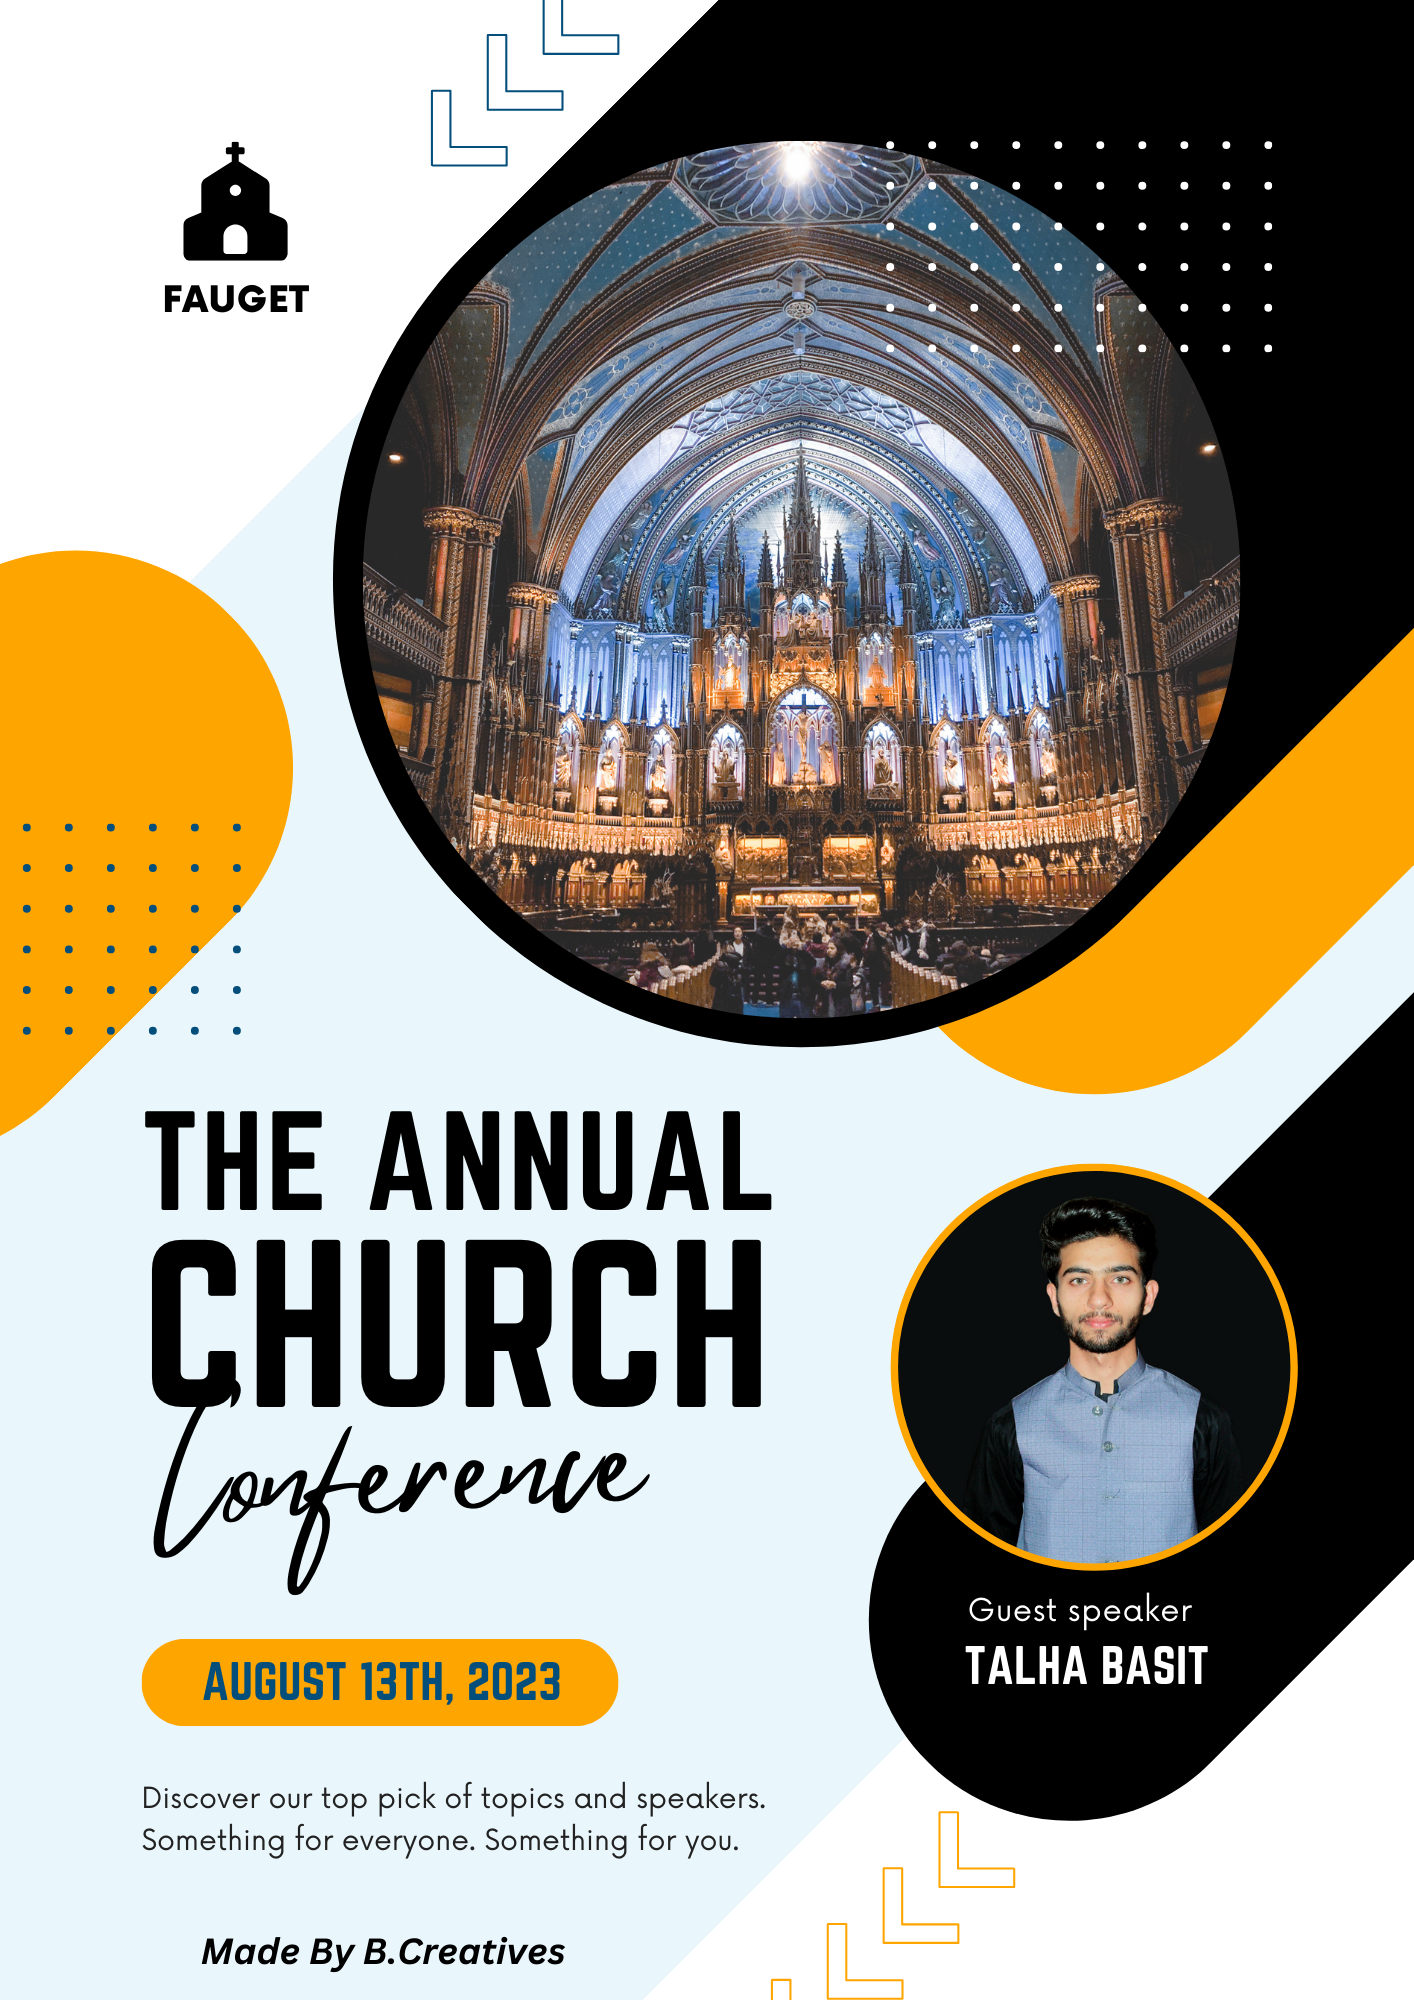 FAUGET
THE ANNUAL
CHURCH
Conference
Guest speaker
TALHA BASIT
AUGUST 13TH, 2023
Discover our top pick of topics and speakers.
Something for everyone. Something for you.
Made By B.Creatives